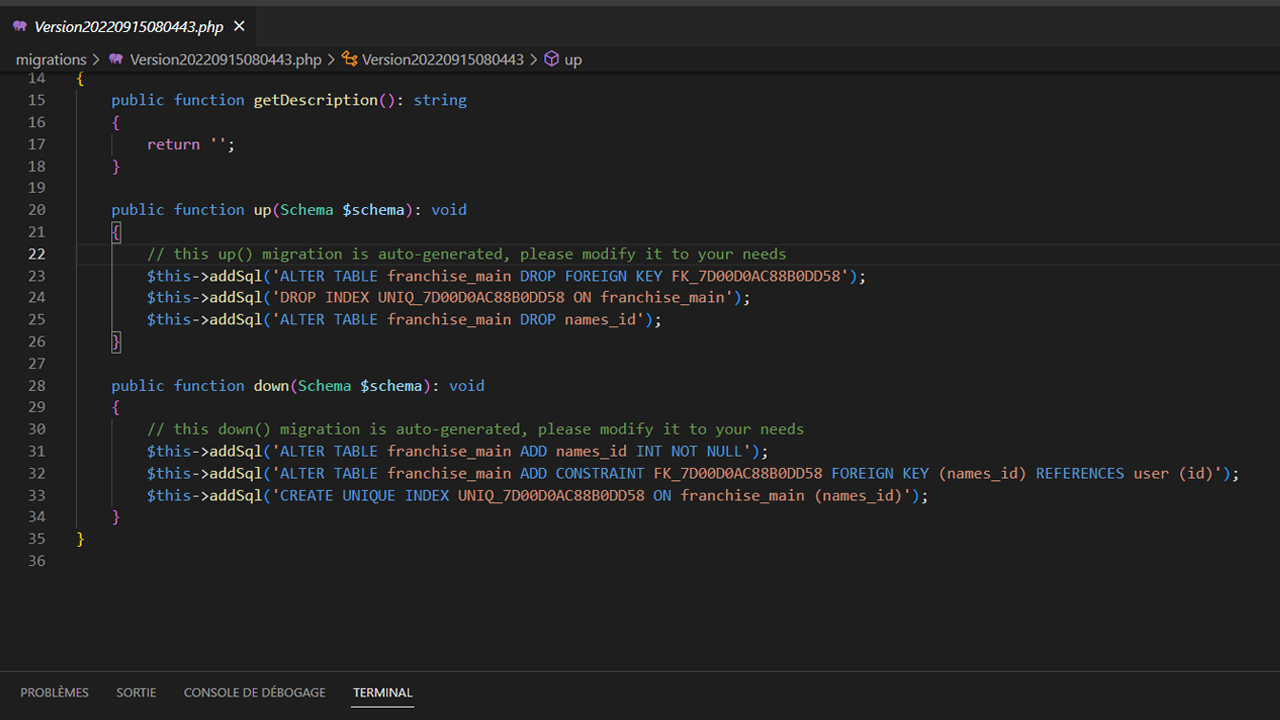 Version20220915080443.php ×
migrations > Version20220915080443.php > Version20220915080443 > up
14 {
15 public function getDescription(): string
16 {
17 return '';
18 }
19
20 public function up(Schema $schema): void
21 {
22 // this up() migration is auto-generated, please modify it to your needs
23 $this->addSql('ALTER TABLE franchise_main DROP FOREIGN KEY FK_7D00D0AC88B0DD58');
24 $this->addSql('DROP INDEX UNIQ_7D00D0AC88B0DD58 ON franchise_main');
25 $this->addSql('ALTER TABLE franchise_main DROP names_id');
26 }
27
28 public function down(Schema $schema): void
29 {
30 // this down() migration is auto-generated, please modify it to your needs
31 $this->addSql('ALTER TABLE franchise_main ADD names_id INT NOT NULL');
32 $this->addSql('ALTER TABLE franchise_main ADD CONSTRAINT FK_7D00D0AC88B0DD58 FOREIGN KEY (names_id) REFERENCES user (id)');
33 $this->addSql('CREATE UNIQUE INDEX UNIQ_7D00D0AC88B0DD58 ON franchise_main (names_id)');
34 }
35 }
36
PROBLÈMES SORTIE CONSOLE DE DÉBOGAGE TERMINAL